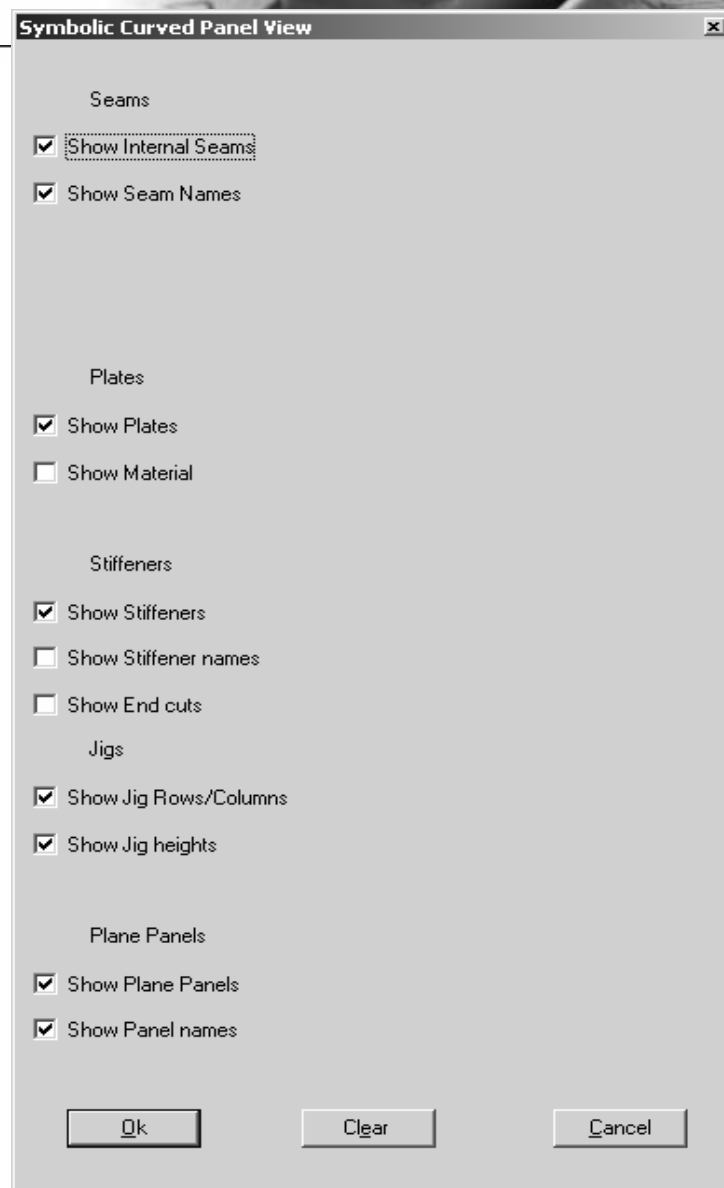 Symbolic Curved Panel View
Seams
Show Internal Seams
Show Seam Names
Plates
Show Plates
Show Material
Stiffeners
Show Stiffeners
Show Stiffener names
Show End cuts
Jigs
Show Jig Rows/Columns
Show Jig heights
Plane Panels
Show Plane Panels
Show Panel names
Ok Clear Cancel